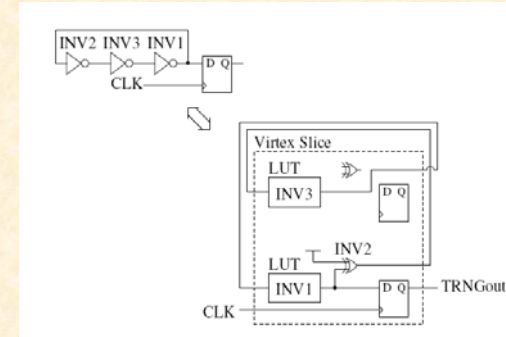 INV2 INV3 INV1
D Q
CLK
Virtex Slice
LUT
INV3
D Q
INV2
LUT
INV1
D Q
TRNGout
CLK